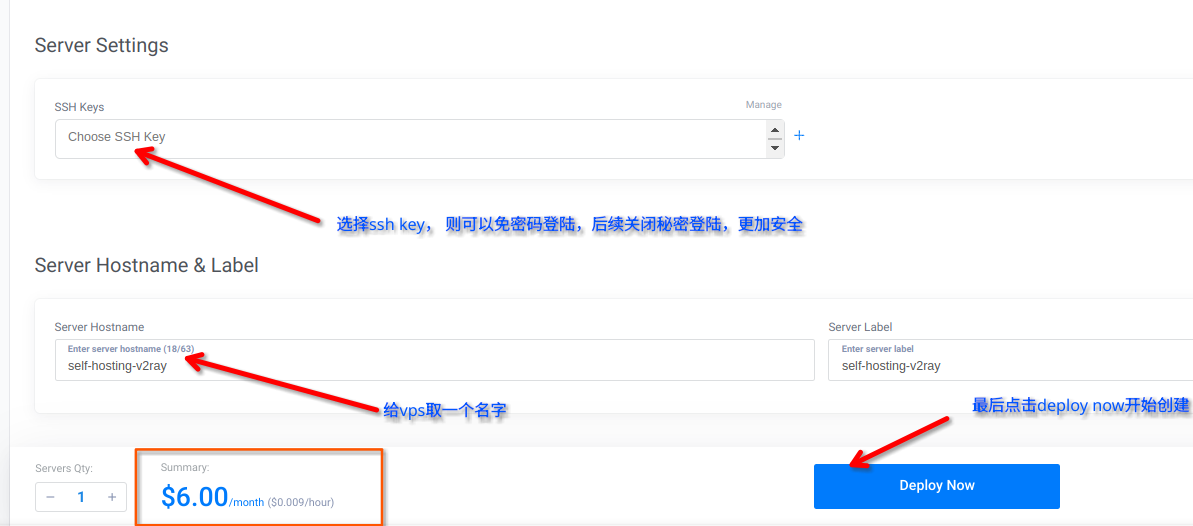 Server Settings
SSH Keys
Manage
Choose SSH Key
+
选择ssh key， 则可以免密码登陆，后续关闭秘密登陆，更加安全
Server Hostname & Label
Server Hostname
Server Label
Enter server hostname (18/63)
Enter server label
self-hosting-v2ray
self-hosting-v2ray
给vps取一个名字
最后点击deploy now开始创建
Servers Qty:
Summary:
− 1 +
$6.00/month ($0.009/hour)
Deploy Now